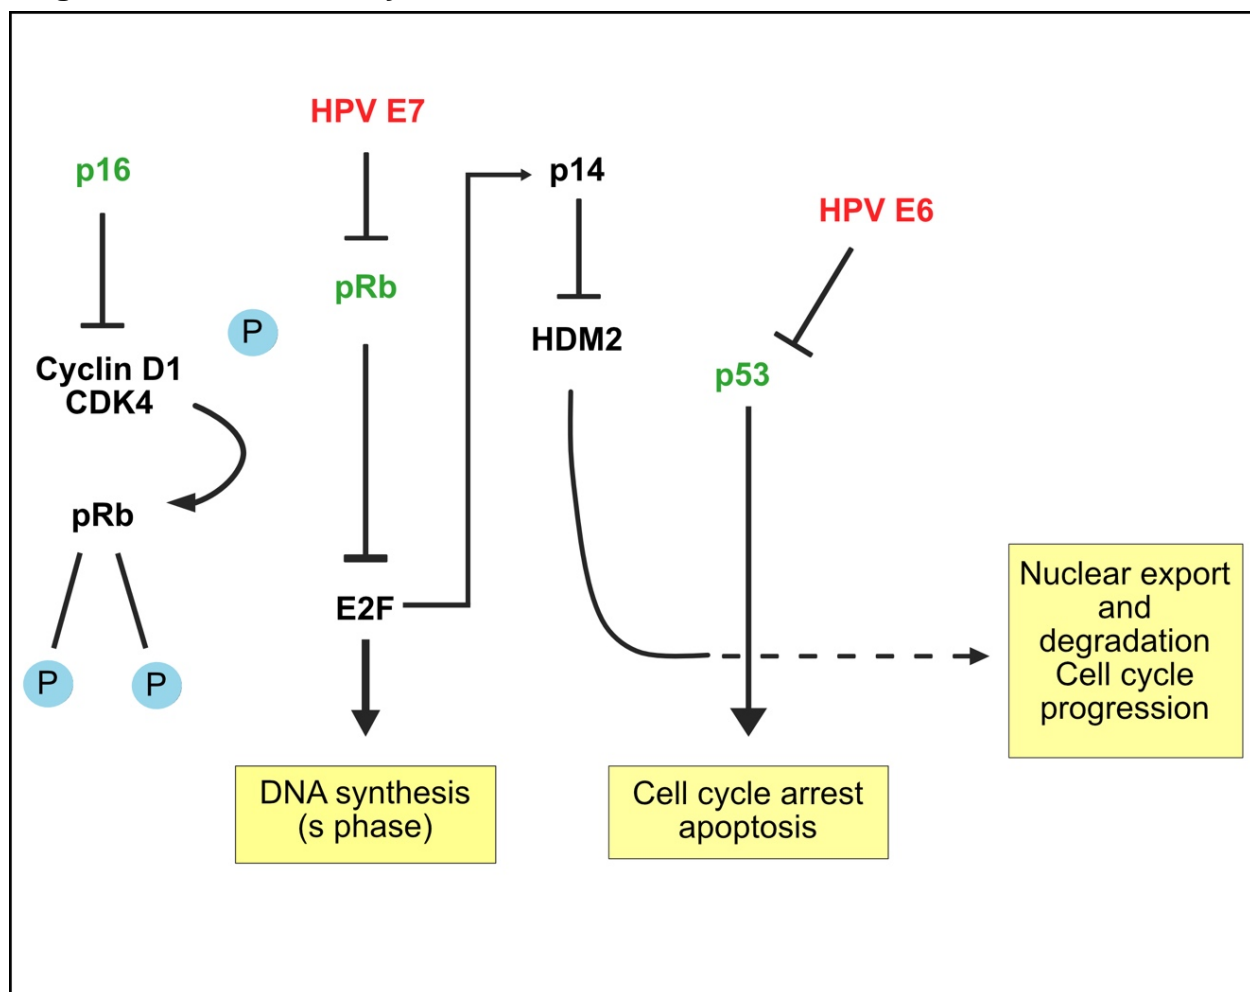 HPV E7
p16
p14
HPV E6
pRb
P
HDM2
Cyclin D1
CDK4
p53
pRb
E2F
P
P
Nuclear export
and
degradation
Cell cycle
progression
DNA synthesis
(s phase)
Cell cycle arrest
apoptosis